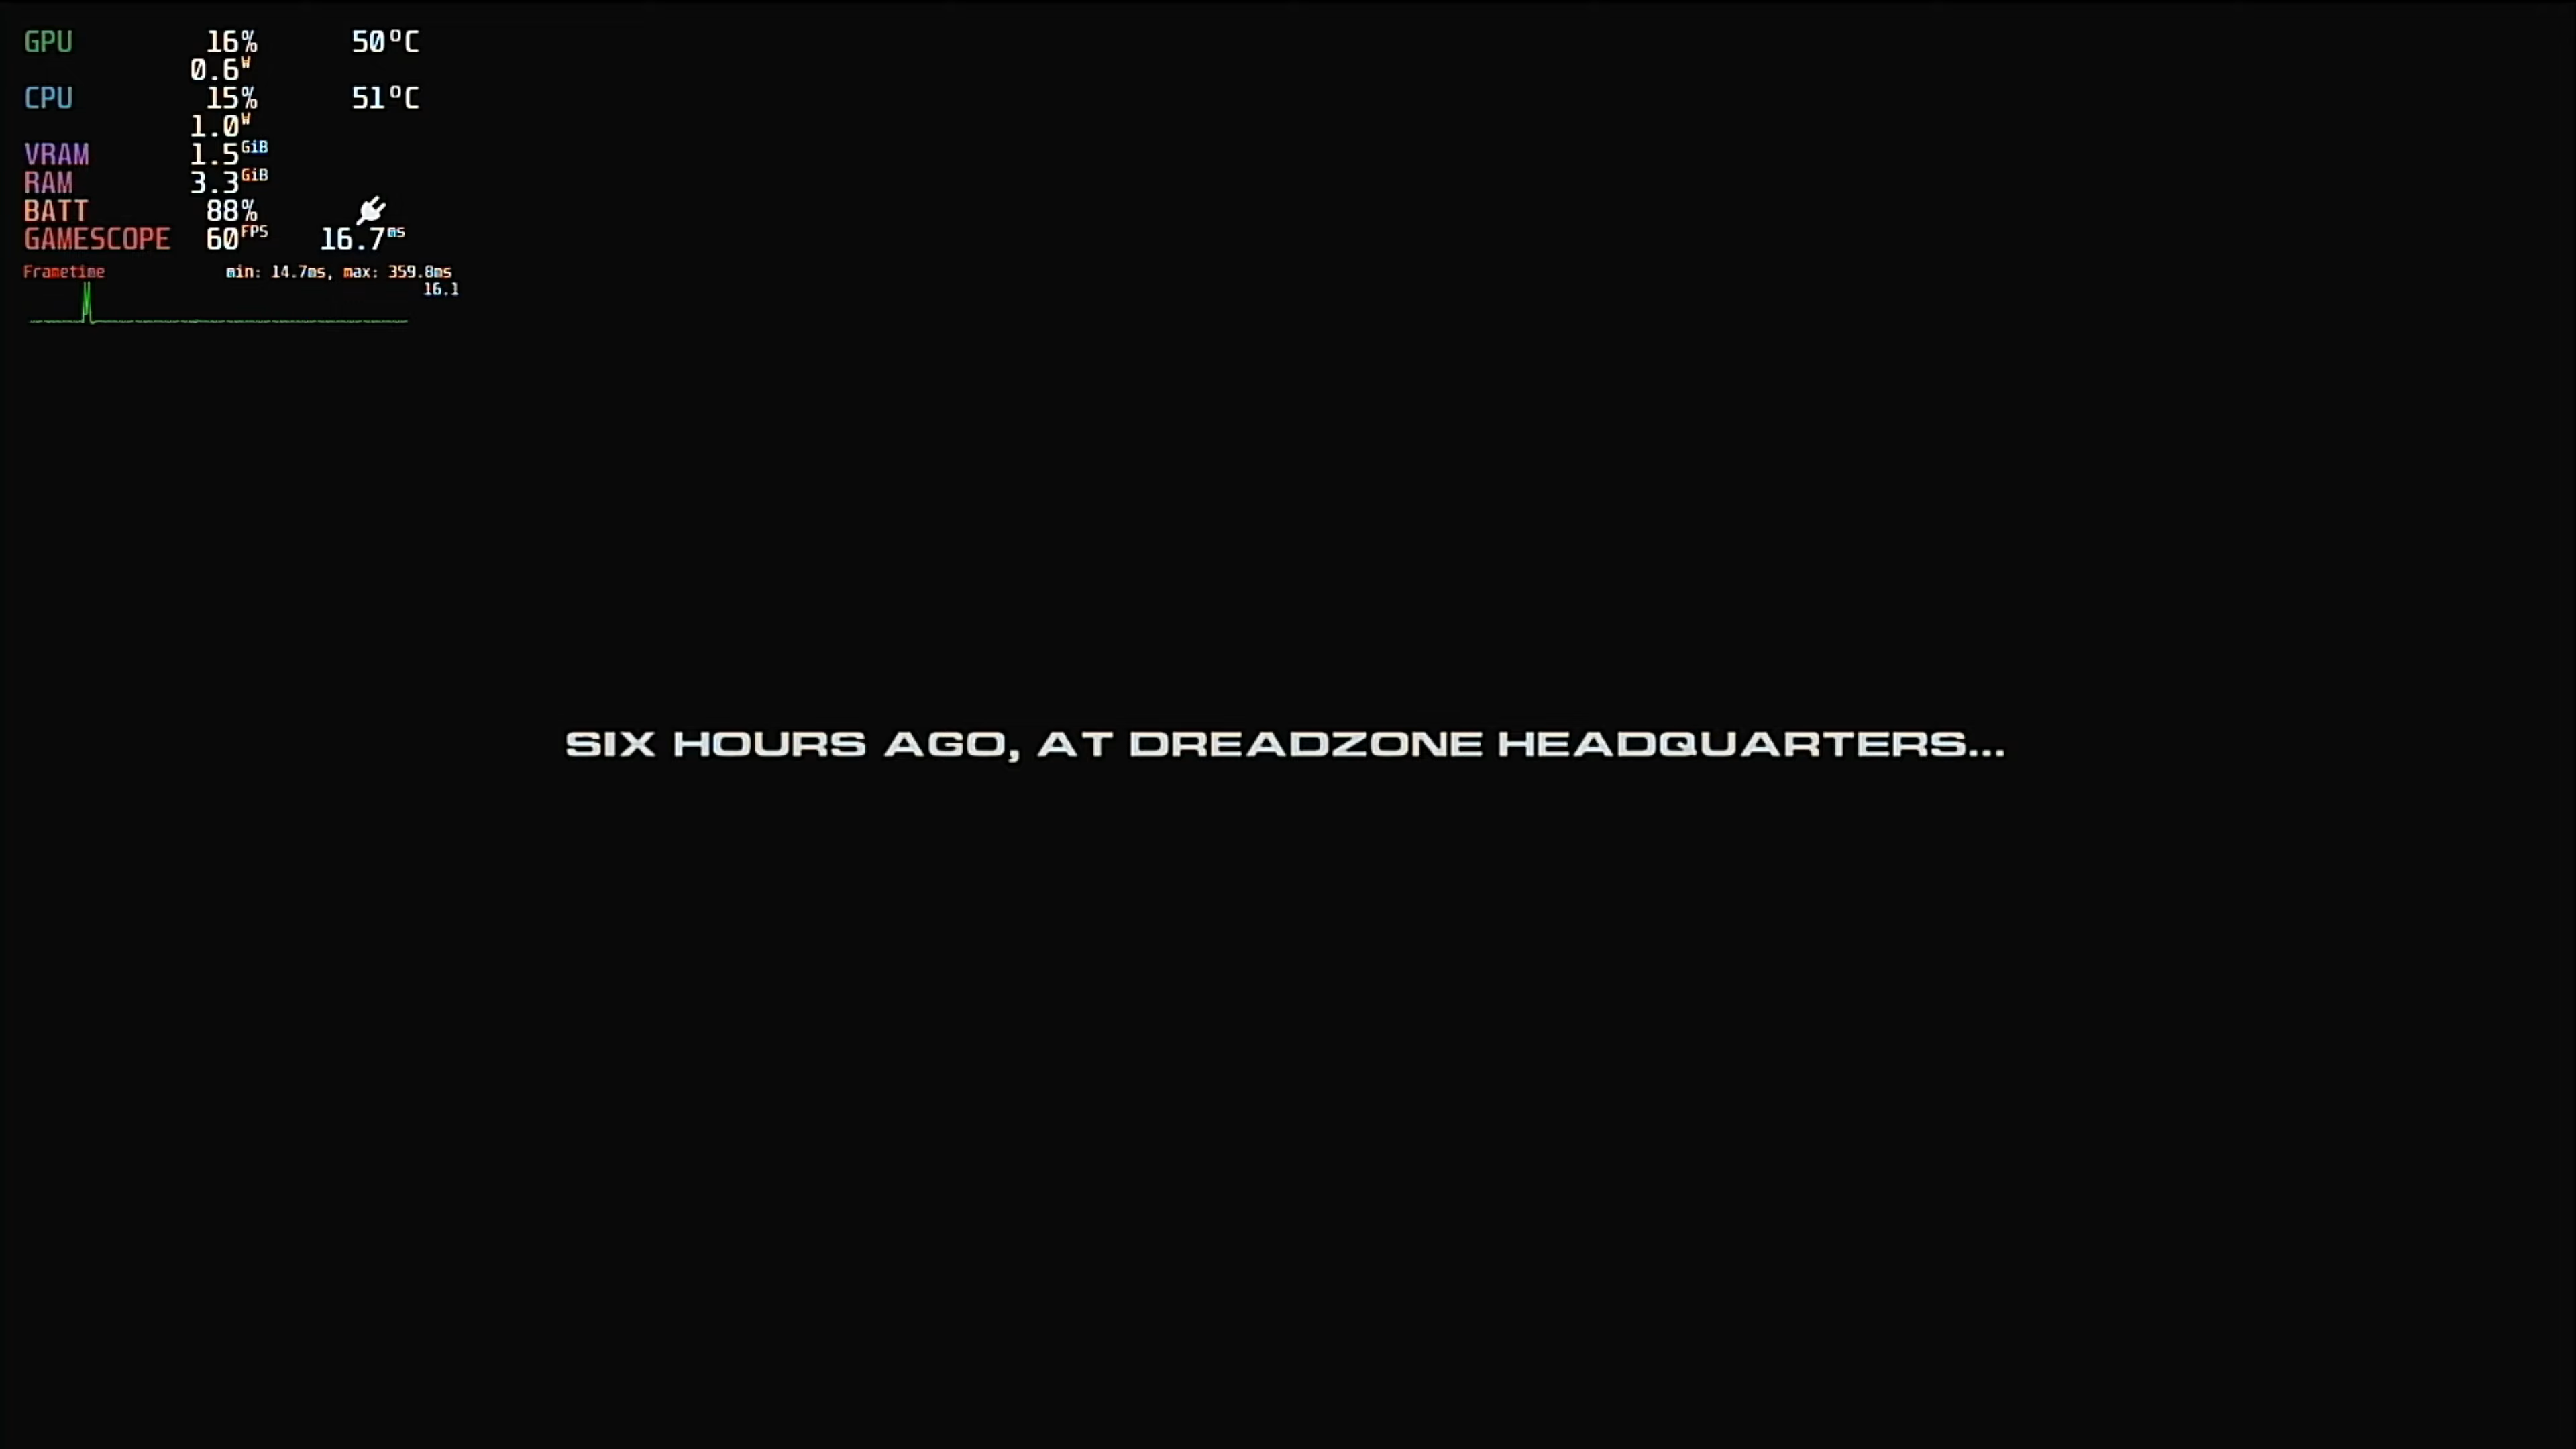 GPU 16% 50°C
0.6W
CPU 15% 51°C
1.0W
VRAM 1.5GiB
RAM 3.3GiB
BATT 88%
GAMESCOPE 60FPS 16.7ms
Frametime min: 14.7ms, max: 359.8ms
16.1
SIX HOURS AGO, AT DREADZONE HEADQUARTERS...